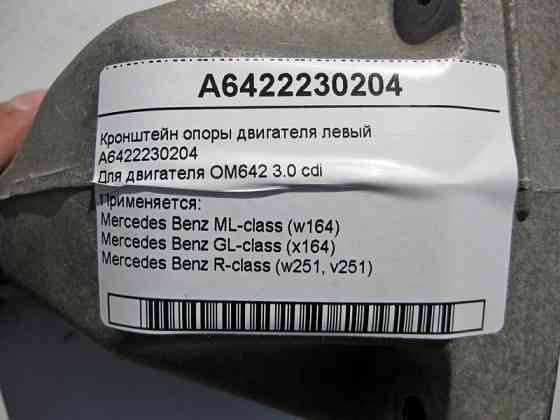 A6422230204
Кронштейн опоры двигателя левый
A6422230204
Для двигателя OM642 3.0 cdi
Применяется:
Mercedes Benz ML-class (w164)
Mercedes Benz GL-class (x164)
Mercedes Benz R-class (w251, v251)